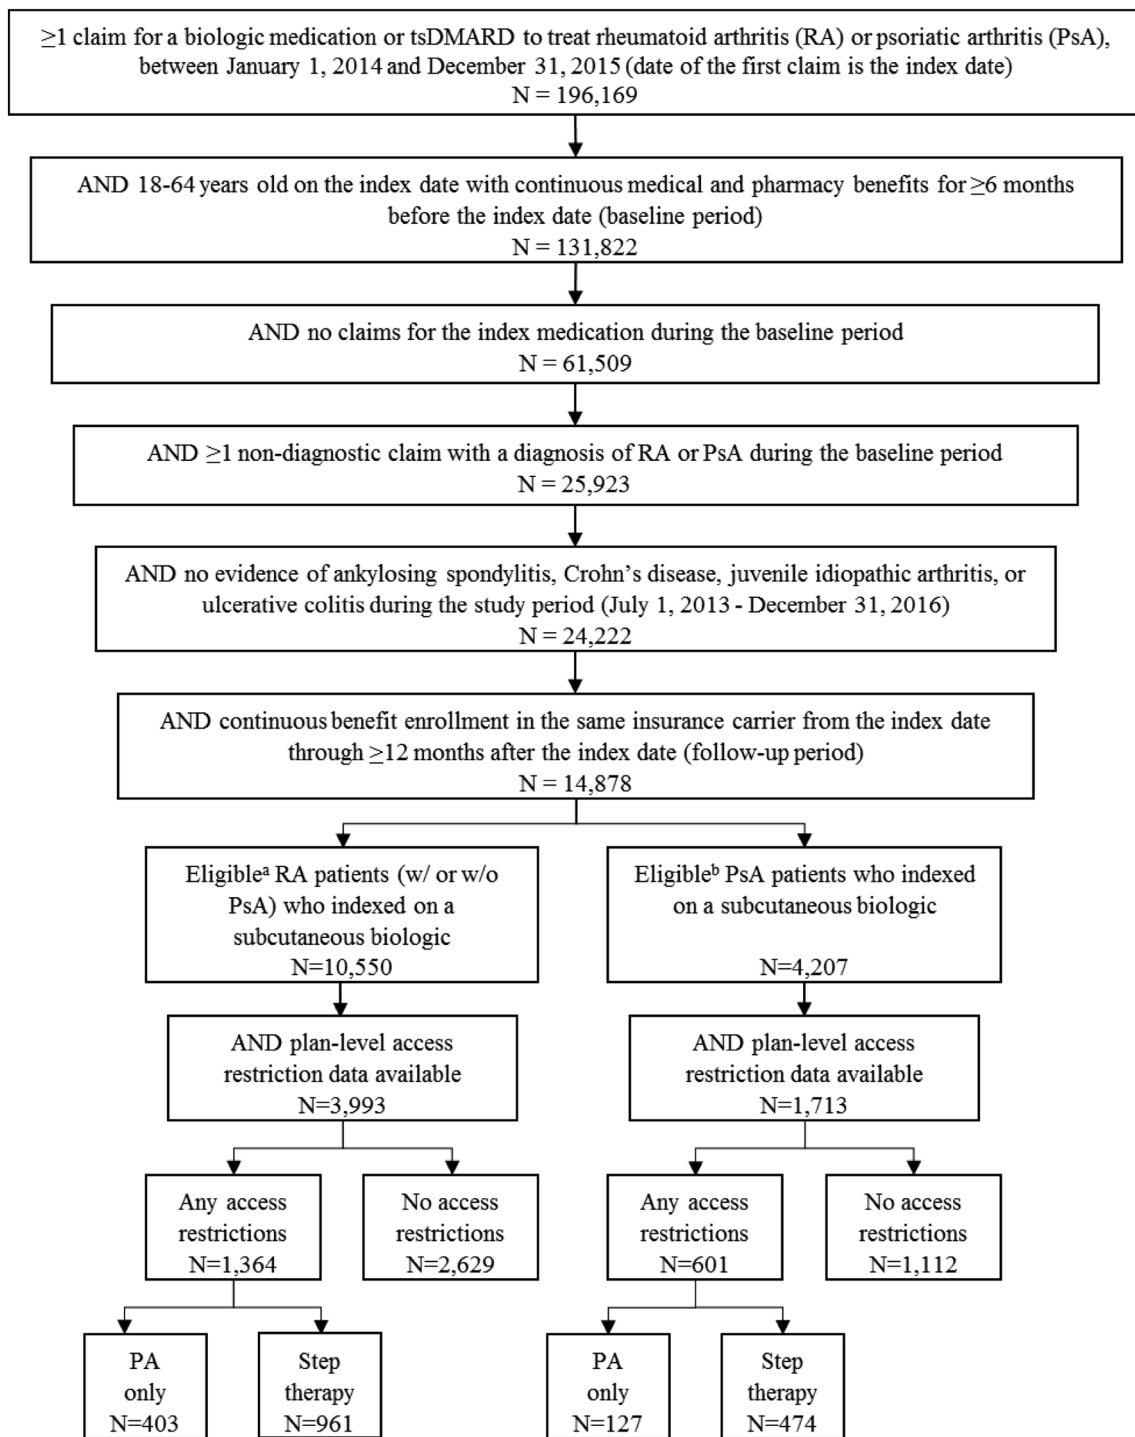 ≥1 claim for a biologic medication or tsDMARD to treat rheumatoid arthritis (RA) or psoriatic arthritis (PsA),
between January 1, 2014 and December 31, 2015 (date of the first claim is the index date)
N = 196,169
AND 18-64 years old on the index date with continuous medical and pharmacy benefits for ≥6 months
before the index date (baseline period)
N = 131,822
AND no claims for the index medication during the baseline period
N = 61,509
AND ≥1 non-diagnostic claim with a diagnosis of RA or PsA during the baseline period
N = 25,923
AND no evidence of ankylosing spondylitis, Crohn's disease, juvenile idiopathic arthritis, or
ulcerative colitis during the study period (July 1, 2013 - December 31, 2016)
N = 24,222
AND continuous benefit enrollment in the same insurance carrier from the index date
through ≥12 months after the index date (follow-up period)
N = 14,878
Eligibleᵃ RA patients (w/ or w/o
PsA) who indexed on a
subcutaneous biologic
N=10,550
Eligibleᵇ PsA patients who indexed
on a subcutaneous biologic
N=4,207
AND plan-level access
restriction data available
N=3,993
AND plan-level access
restriction data available
N=1,713
Any access
restrictions
N=1,364
No access
restrictions
N=2,629
Any access
restrictions
N=601
No access
restrictions
N=1,112
PA
only
N=403
Step
therapy
N=961
PA
only
N=127
Step
therapy
N=474